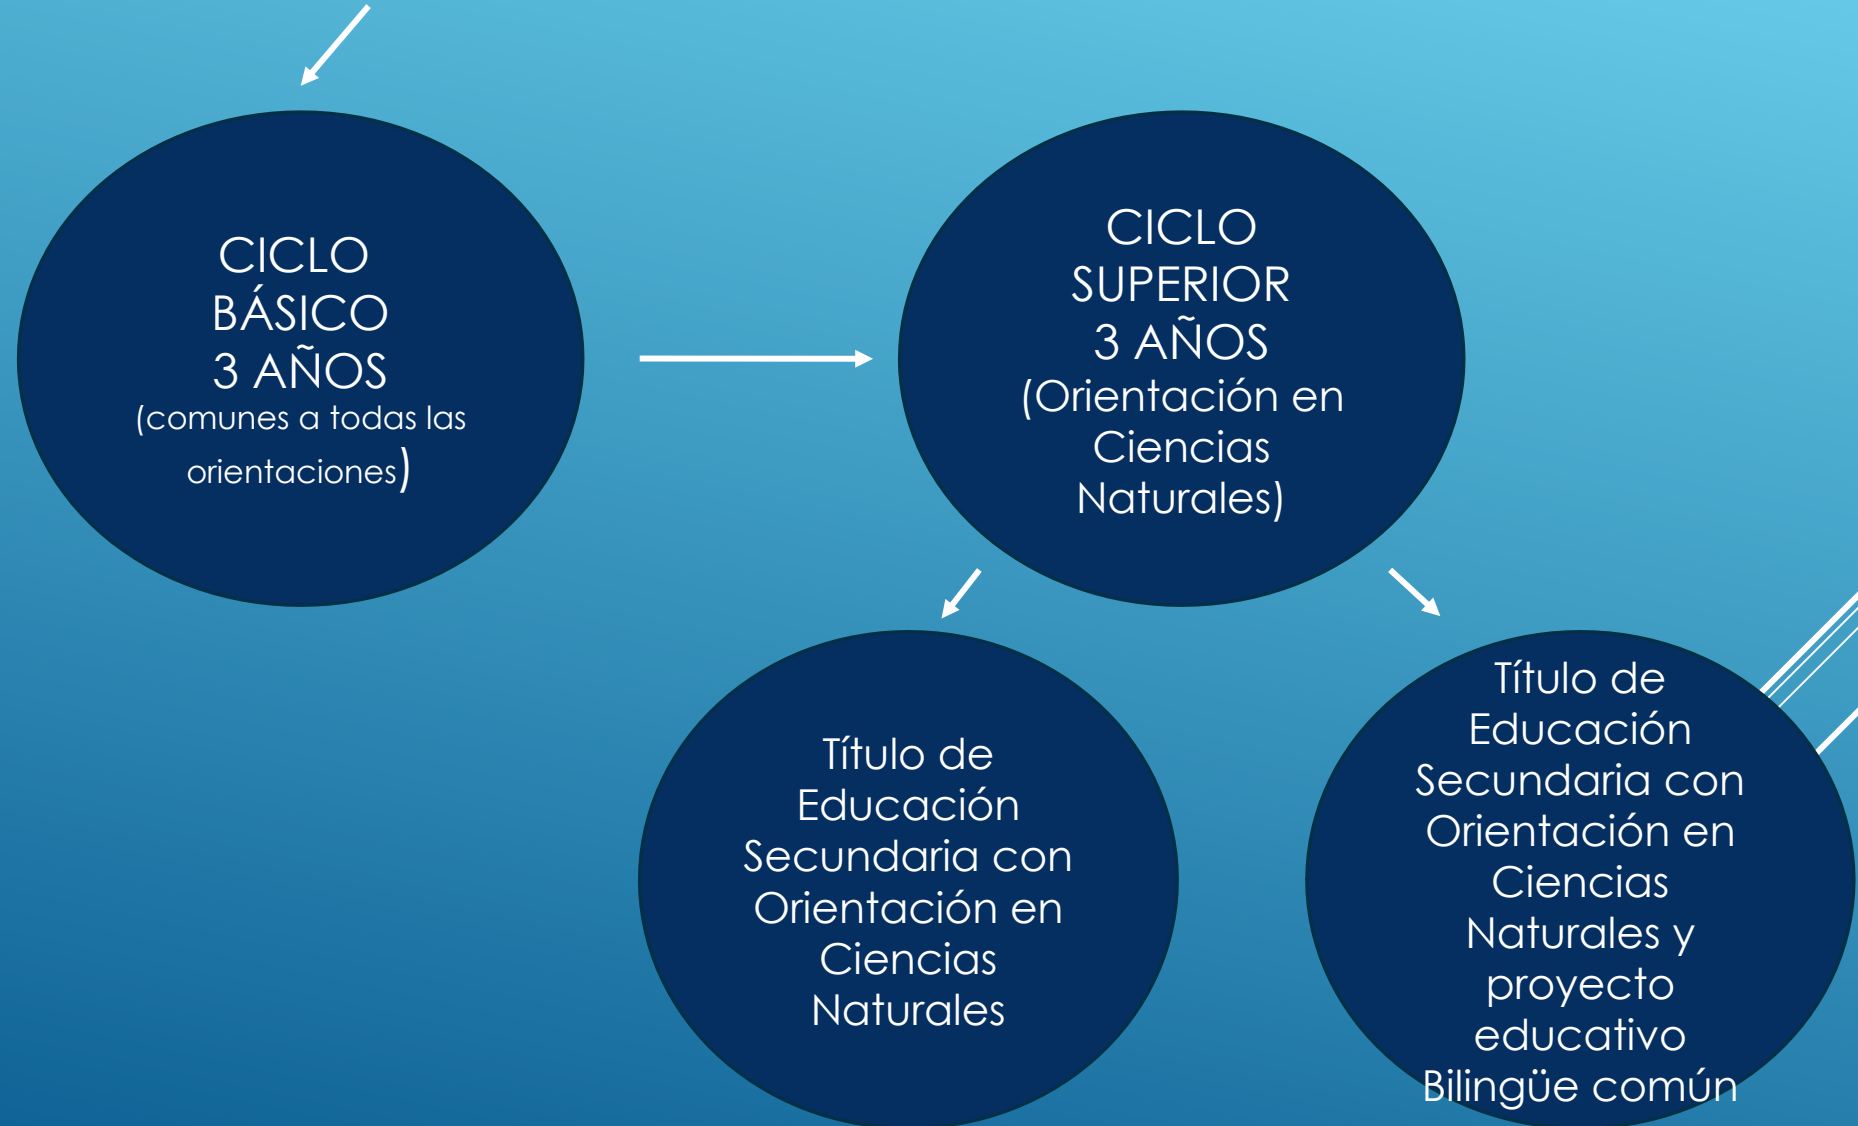 CICLO
BÁSICO
3 AÑOS
(comunes a todas las
orientaciones)
CICLO
SUPERIOR
3 AÑOS
(Orientación en
Ciencias
Naturales)
Título de
Educación
Secundaria con
Orientación en
Ciencias
Naturales
Título de
Educación
Secundaria con
Orientación en
Ciencias
Naturales y
proyecto
educativo
Bilingüe común